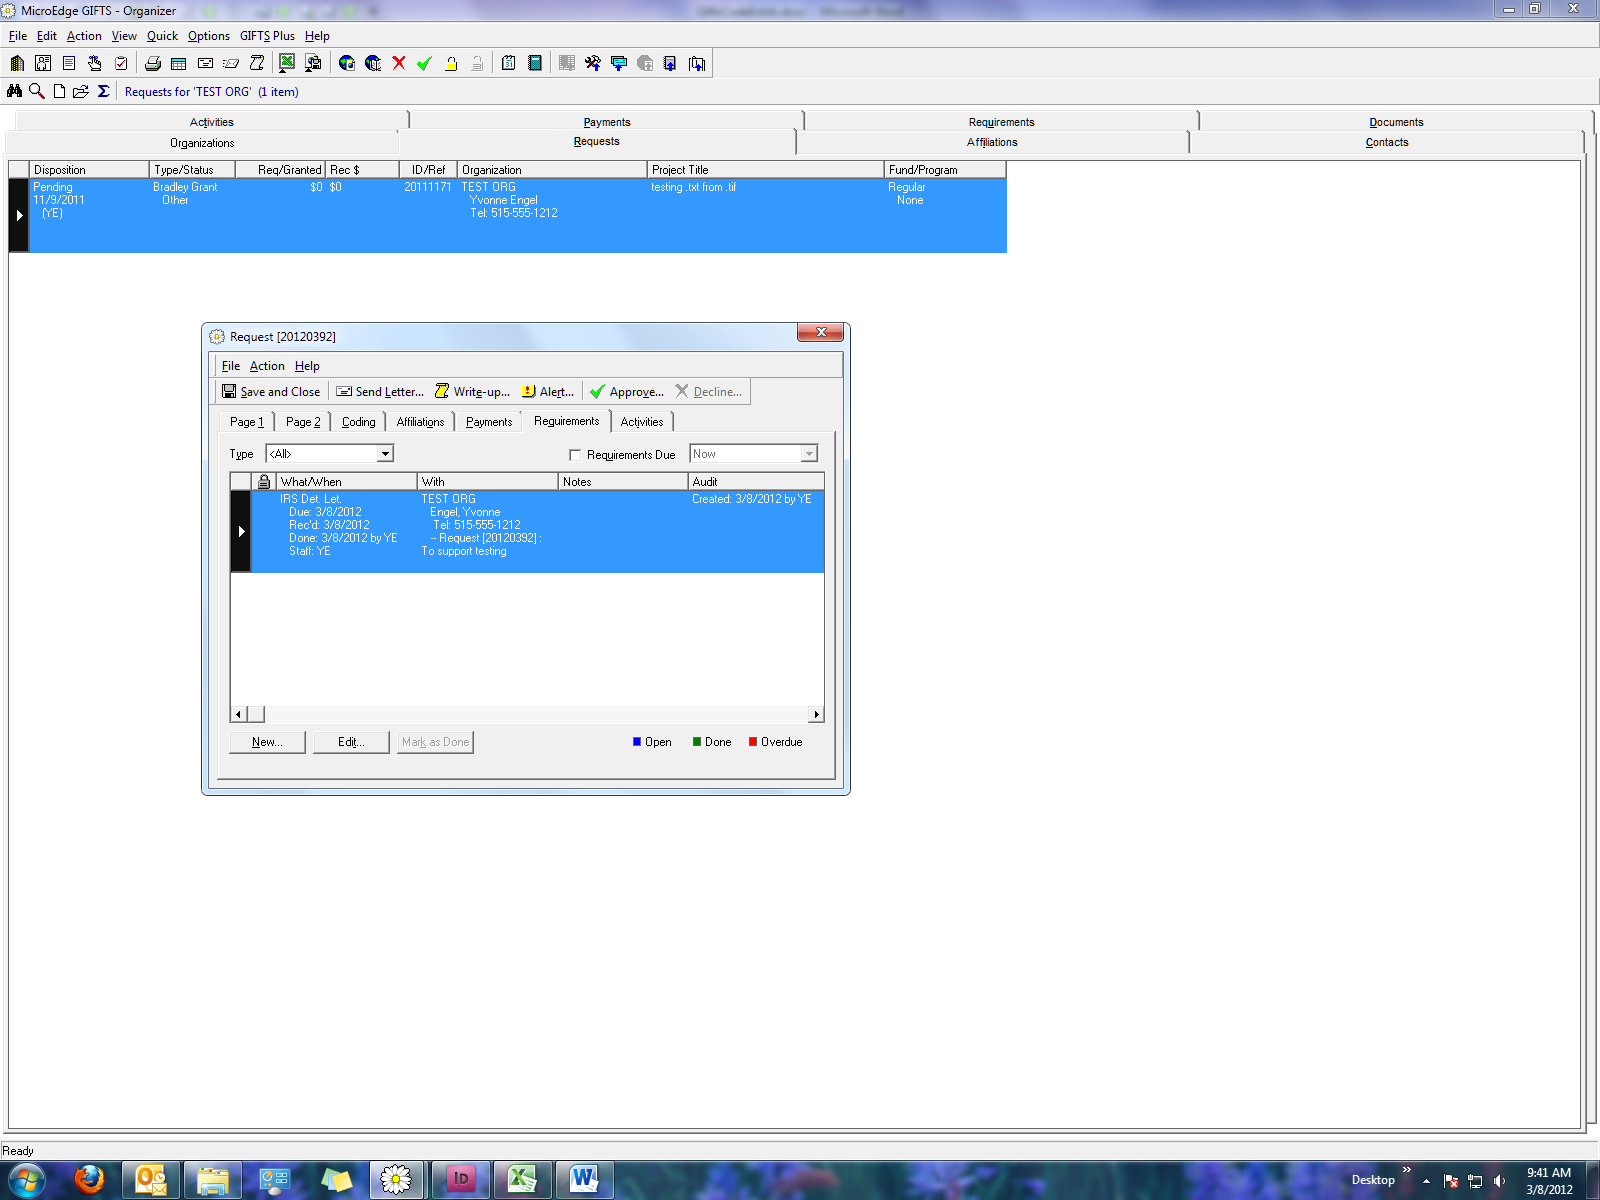 MicroEdge GIFTS - Organizer
File Edit Action View Quick Options GIFTS Plus Help
Requests for 'TEST ORG' (1 item)
Activities Payments Requirements Documents
Organizations Requests Affiliations Contacts
Disposition Type/Status Req/Granted Rec $ ID/Ref Organization Project Title Fund/Program
Pending Bradley Grant $0 $0 20111171 TEST ORG testing .txt from .tif Regular
11/9/2011 Other Yvonne Engel None
(YE) Tel: 515-555-1212
Request [20120392]
File Action Help
Save and Close Send Letter... Write-up... Alert... Approve... Decline...
Page 1 Page 2 Coding Affiliations Payments Requirements Activities
Type <All> Requirements Due Now
What/When With Notes Audit
IRS Det. Let. TEST ORG Created: 3/8/2012 by YE
Due: 3/8/2012 Engel, Yvonne
Rec'd: 3/8/2012 Tel: 515-555-1212
Done: 3/8/2012 by YE -- Request [20120392] :
Staff: YE To support testing
New... Edit... Mark as Done Open Done Overdue
Ready
Desktop » 9:41 AM
3/8/2012